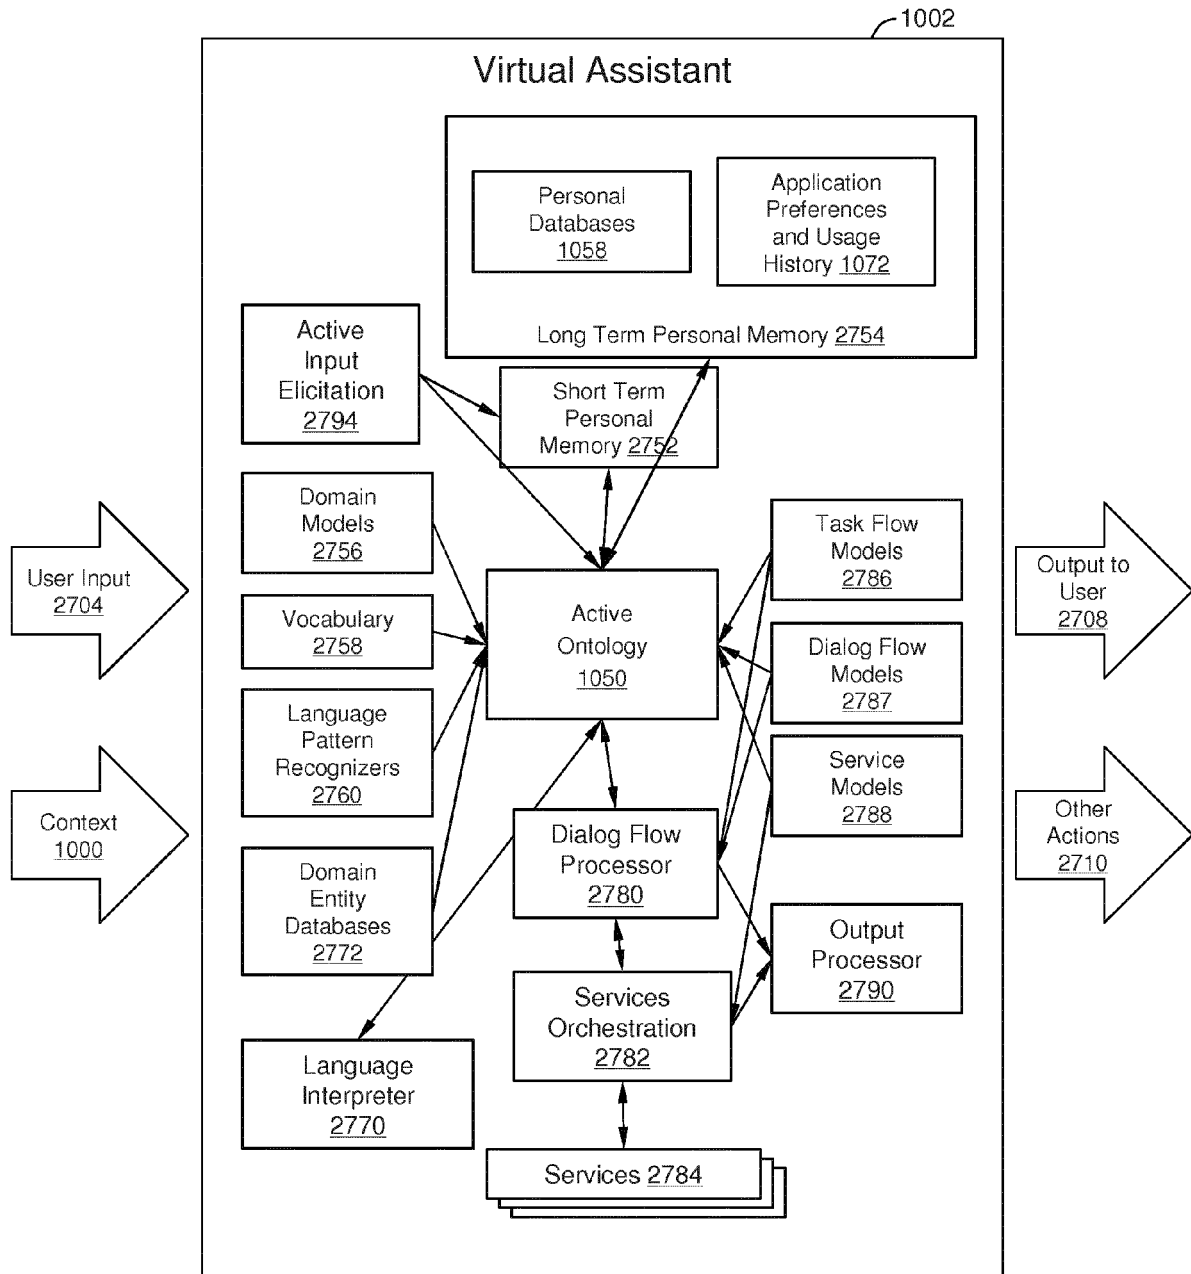 1002
Virtual Assistant
Personal
Databases
1058
Application
Preferences
and Usage
History 1072
Long Term Personal Memory 2754
Active
Input
Elicitation
2794
Short Term
Personal
Memory 2752
Domain
Models
2756
Task Flow
Models
2786
User Input
2704
Output to
User
2708
Vocabulary
2758
Active
Ontology
1050
Dialog Flow
Models
2787
Language
Pattern
Recognizers
2760
Service
Models
2788
Context
1000
Other
Actions
2710
Dialog Flow
Processor
2780
Domain
Entity
Databases
2772
Output
Processor
2790
Services
Orchestration
2782
Language
Interpreter
2770
Services 2784